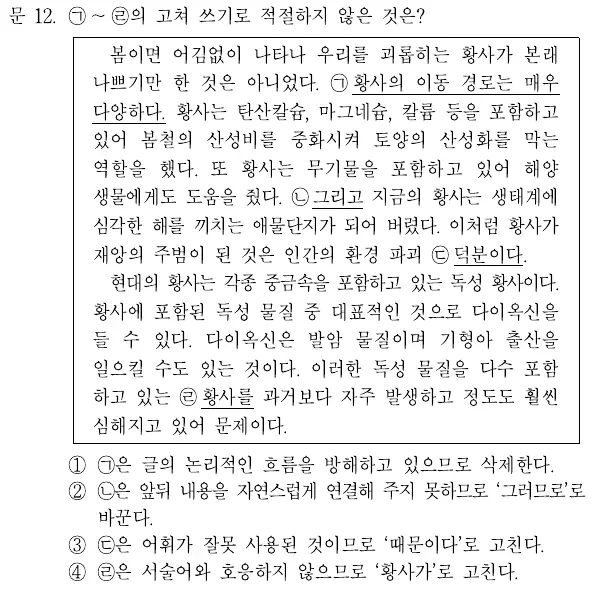 문 12. ㉠ ~ ㉣의 고쳐 쓰기로 적절하지 않은 것은?
봄이면 어김없이 나타나 우리를 괴롭히는 황사가 본래
나쁘기만 한 것은 아니었다. ㉠ 황사의 이동 경로는 매우
다양하다. 황사는 탄산칼슘, 마그네슘, 칼륨 등을 포함하고
있어 봄철의 산성비를 중화시켜 토양의 산성화를 막는
역할을 했다. 또 황사는 무기물을 포함하고 있어 해양
생물에게도 도움을 줬다. ㉡ 그리고 지금의 황사는 생태계에
심각한 해를 끼치는 애물단지가 되어 버렸다. 이처럼 황사가
재앙의 주범이 된 것은 인간의 환경 파괴 ㉢ 덕분이다.
현대의 황사는 각종 중금속을 포함하고 있는 독성 황사이다.
황사에 포함된 독성 물질 중 대표적인 것으로 다이옥신을
들 수 있다. 다이옥신은 발암 물질이며 기형아 출산을
일으킬 수도 있는 것이다. 이러한 독성 물질을 다수 포함
하고 있는 ㉣ 황사를 과거보다 자주 발생하고 정도도 훨씬
심해지고 있어 문제이다.
① ㉠은 글의 논리적인 흐름을 방해하고 있으므로 삭제한다.
② ㉡은 앞뒤 내용을 자연스럽게 연결해 주지 못하므로 ‘그러므로’로
바꾼다.
③ ㉢은 어휘가 잘못 사용된 것이므로 ‘때문이다’로 고친다.
④ ㉣은 서술어와 호응하지 않으므로 ‘황사가’로 고친다.